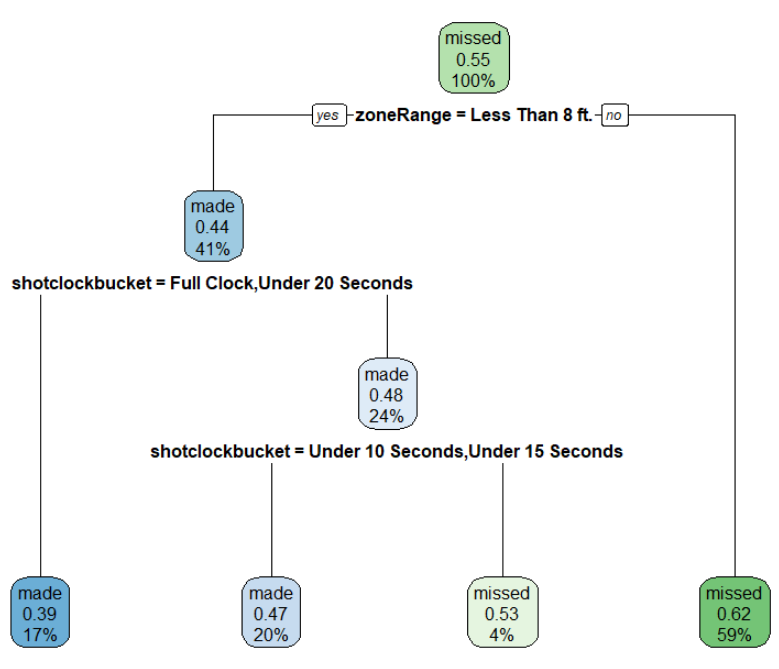 missed
0.55
100%
yes zoneRange = Less Than 8 ft. no
made
0.44
41%
shotclockbucket = Full Clock,Under 20 Seconds
made
0.48
24%
shotclockbucket = Under 10 Seconds,Under 15 Seconds
made
0.39
17%
made
0.47
20%
missed
0.53
4%
missed
0.62
59%